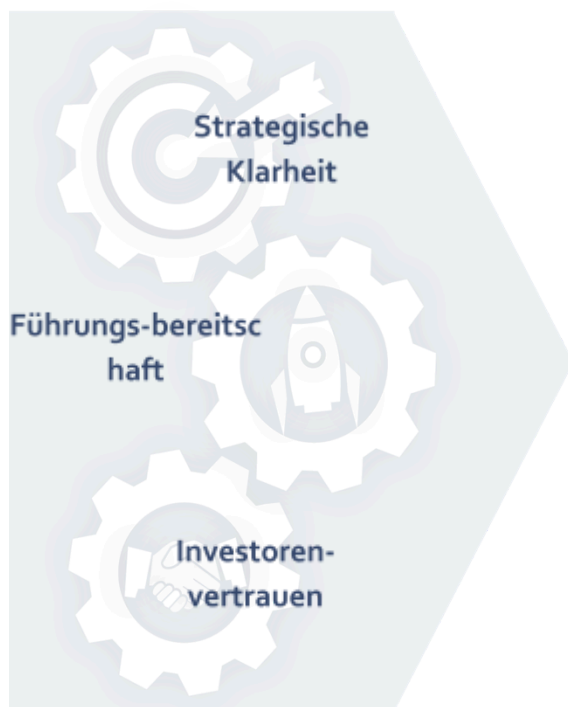 Strategische
Klarheit
Führungs-bereitsc
haft
Investoren-
vertrauen